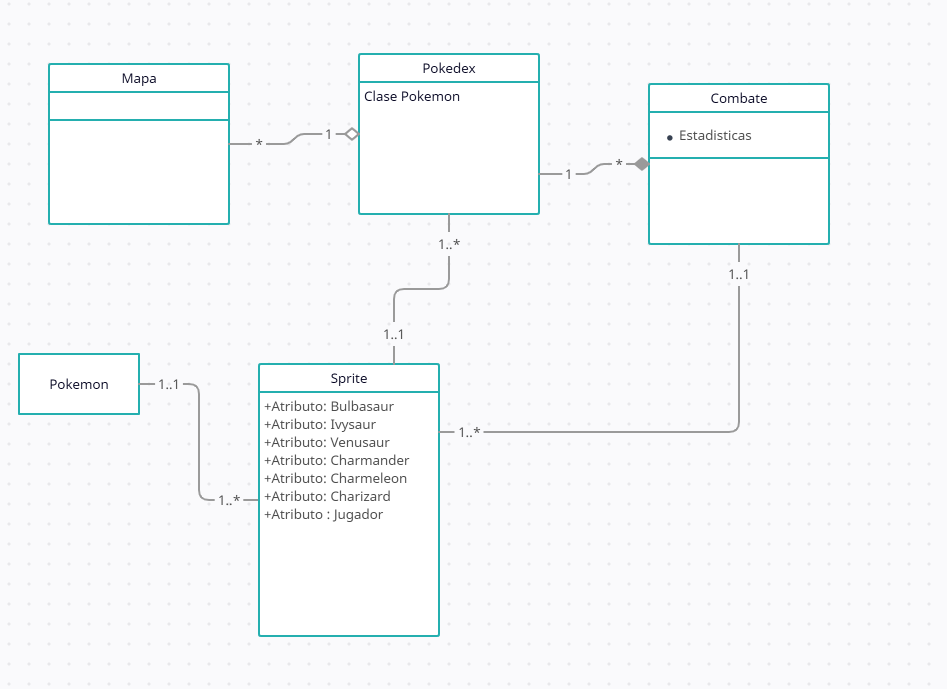 Mapa
Pokedex
Clase Pokemon
Combate
• Estadisticas
* 1
1 *
1..*
1..1
1..1
Pokemon
1..1
1..*
Sprite
+Atributo: Bulbasaur
+Atributo: Ivysaur
+Atributo: Venusaur
+Atributo: Charmander
+Atributo: Charmeleon
+Atributo: Charizard
+Atributo : Jugador
1..*